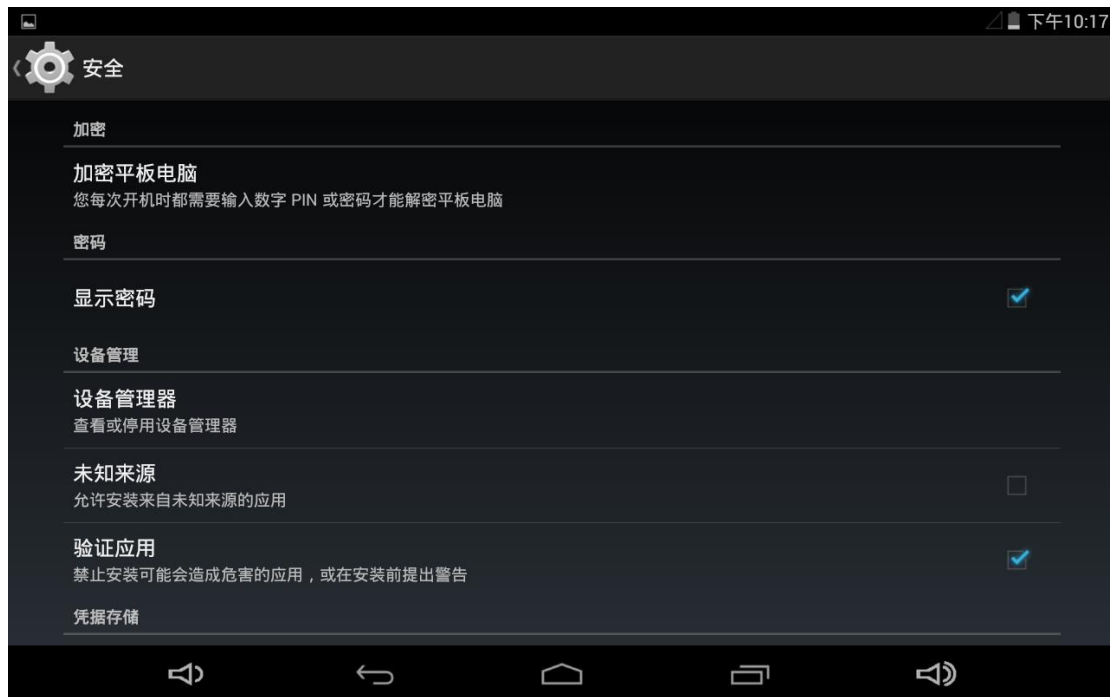 下午10:17
安全
加密
加密平板电脑
您每次开机时都需要输入数字 PIN 或密码才能解密平板电脑
密码
显示密码
设备管理
设备管理器
查看或停用设备管理器
未知来源
允许安装来自未知来源的应用
验证应用
禁止安装可能会造成危害的应用，或在安装前提出警告
凭据存储